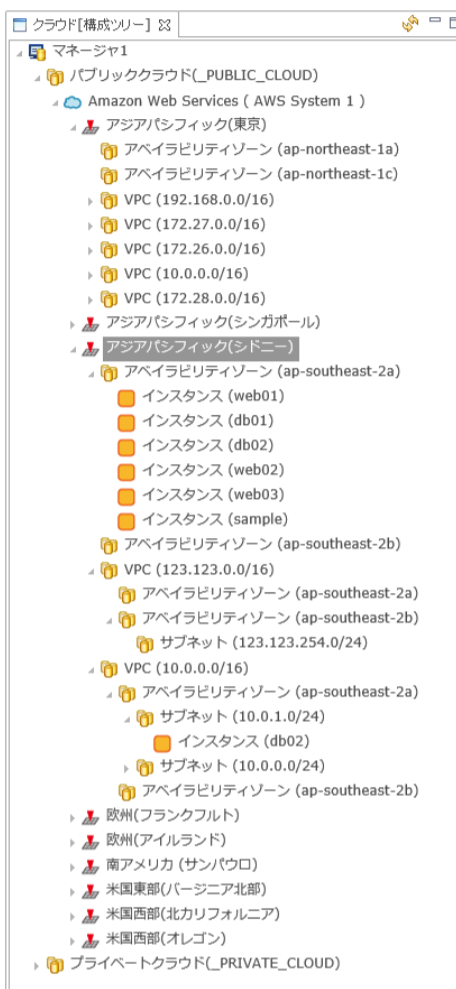 クラウド[構成ツリー]
マネージャ1
パブリッククラウド(_PUBLIC_CLOUD)
Amazon Web Services ( AWS System 1 )
アジアパシフィック(東京)
アベイラビリティゾーン (ap-northeast-1a)
アベイラビリティゾーン (ap-northeast-1c)
VPC (192.168.0.0/16)
VPC (172.27.0.0/16)
VPC (172.26.0.0/16)
VPC (10.0.0.0/16)
VPC (172.28.0.0/16)
アジアパシフィック(シンガポール)
アジアパシフィック(シドニー)
アベイラビリティゾーン (ap-southeast-2a)
インスタンス (web01)
インスタンス (db01)
インスタンス (db02)
インスタンス (web02)
インスタンス (web03)
インスタンス (sample)
アベイラビリティゾーン (ap-southeast-2b)
VPC (123.123.0.0/16)
アベイラビリティゾーン (ap-southeast-2a)
アベイラビリティゾーン (ap-southeast-2b)
サブネット (123.123.254.0/24)
VPC (10.0.0.0/16)
アベイラビリティゾーン (ap-southeast-2a)
サブネット (10.0.1.0/24)
インスタンス (db02)
サブネット (10.0.0.0/24)
アベイラビリティゾーン (ap-southeast-2b)
欧州(フランクフルト)
欧州(アイルランド)
南アメリカ (サンパウロ)
米国東部(バージニア北部)
米国西部(北カリフォルニア)
米国西部(オレゴン)
プライベートクラウド(_PRIVATE_CLOUD)